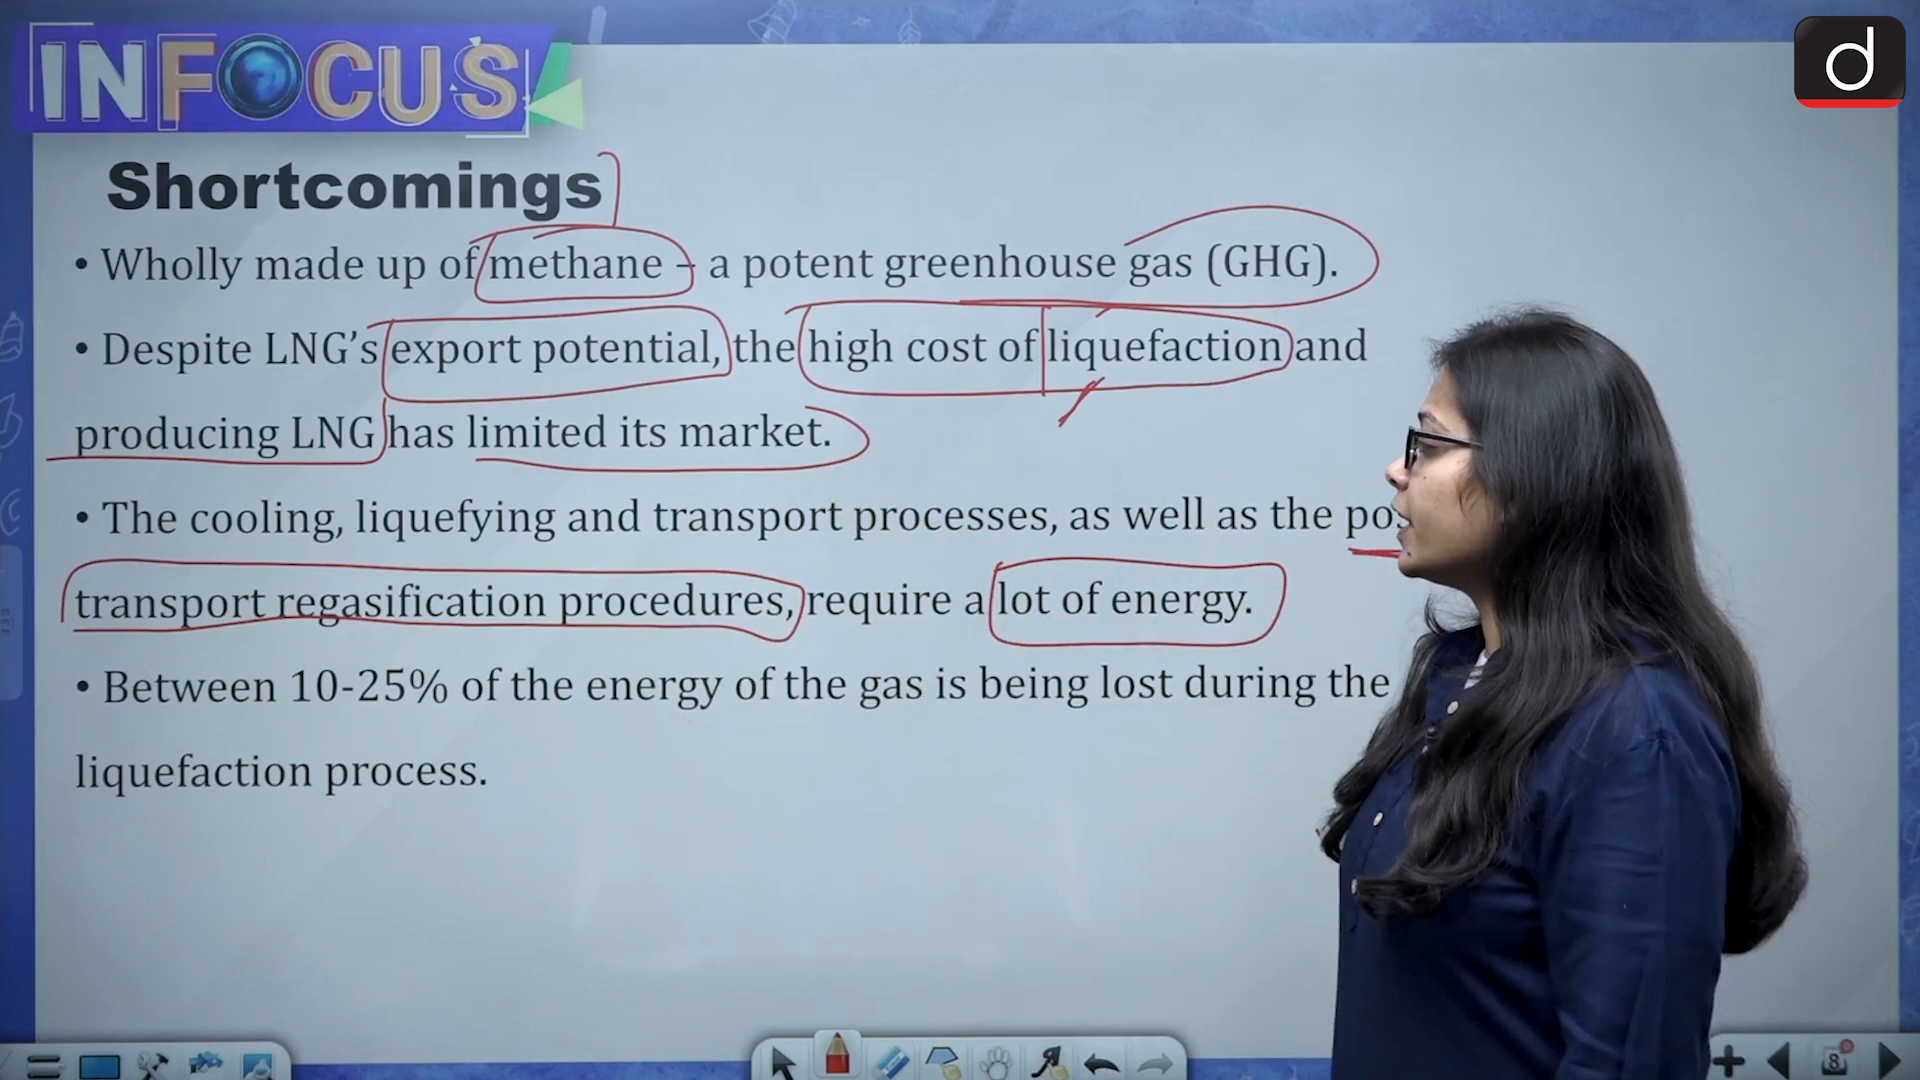 INFOCUS
d
Shortcomings
• Wholly made up of methane – a potent greenhouse gas (GHG).
• Despite LNG’s export potential, the high cost of liquefaction and
producing LNG has limited its market.
• The cooling, liquefying and transport processes, as well as the
transport regasification procedures, require a lot of energy.
• Between 10-25% of the energy of the gas is being lost during the
liquefaction process.
8